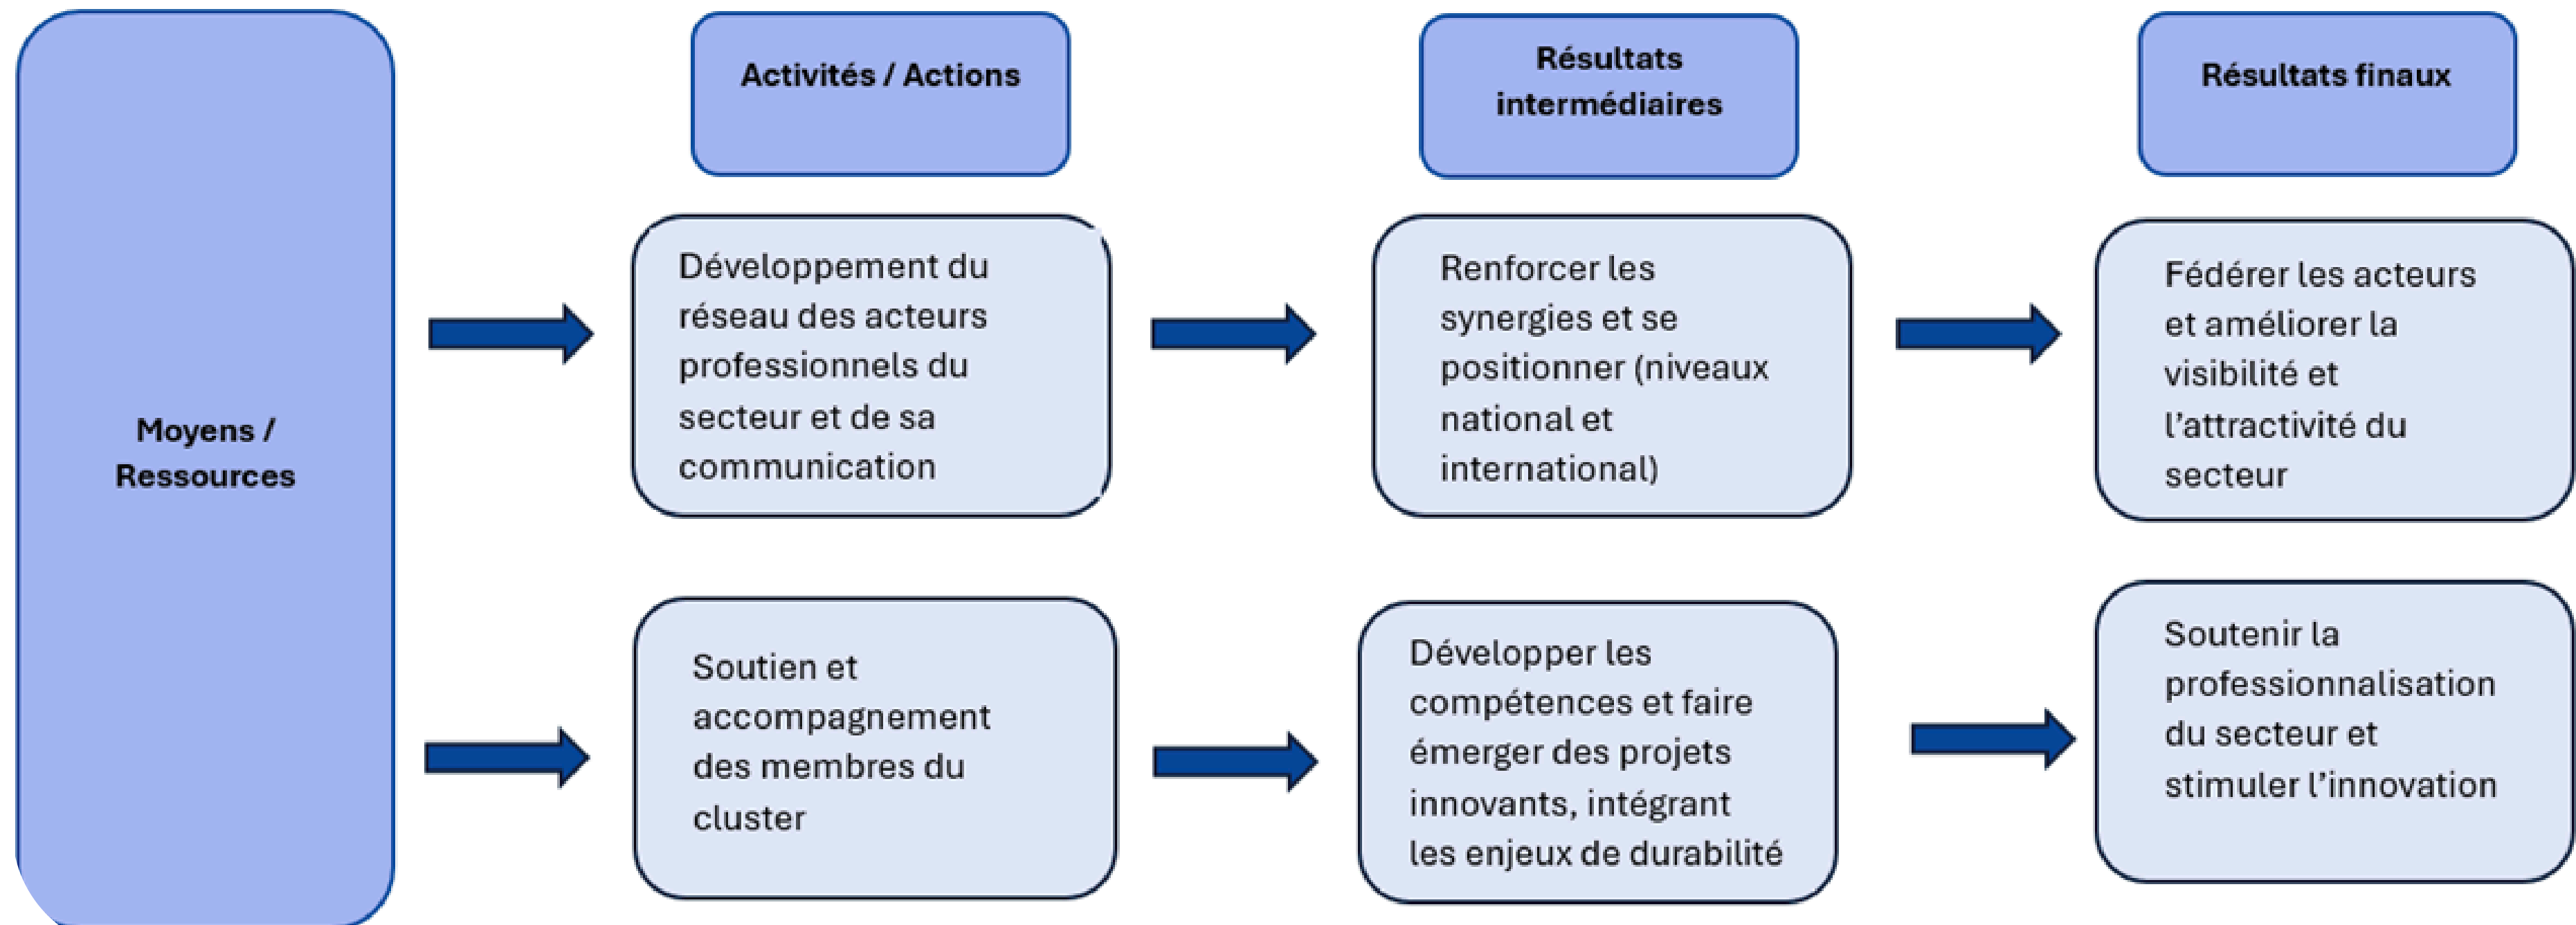 Moyens /
Ressources
Activités / Actions
Résultats
intermédiaires
Résultats finaux
Développement du
réseau des acteurs
professionnels du
secteur et de sa
communication
Renforcer les
synergies et se
positionner (niveaux
national et
international)
Fédérer les acteurs
et améliorer la
visibilité et
l’attractivité du
secteur
Soutien et
accompagnement
des membres du
cluster
Développer les
compétences et faire
émerger des projets
innovants, intégrant
les enjeux de durabilité
Soutenir la
professionnalisation
du secteur et
stimuler l’innovation